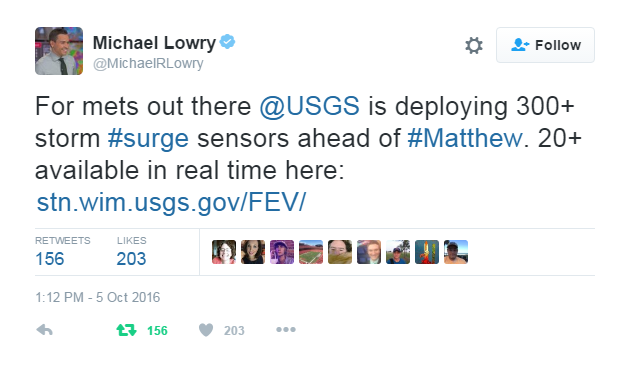 Michael Lowry
@MichaelRLowry
Follow
For mets out there @USGS is deploying 300+
storm #surge sensors ahead of #Matthew. 20+
available in real time here:
stn.wim.usgs.gov/FEV/
RETWEETS LIKES
156 203
1:12 PM - 5 Oct 2016
156 203